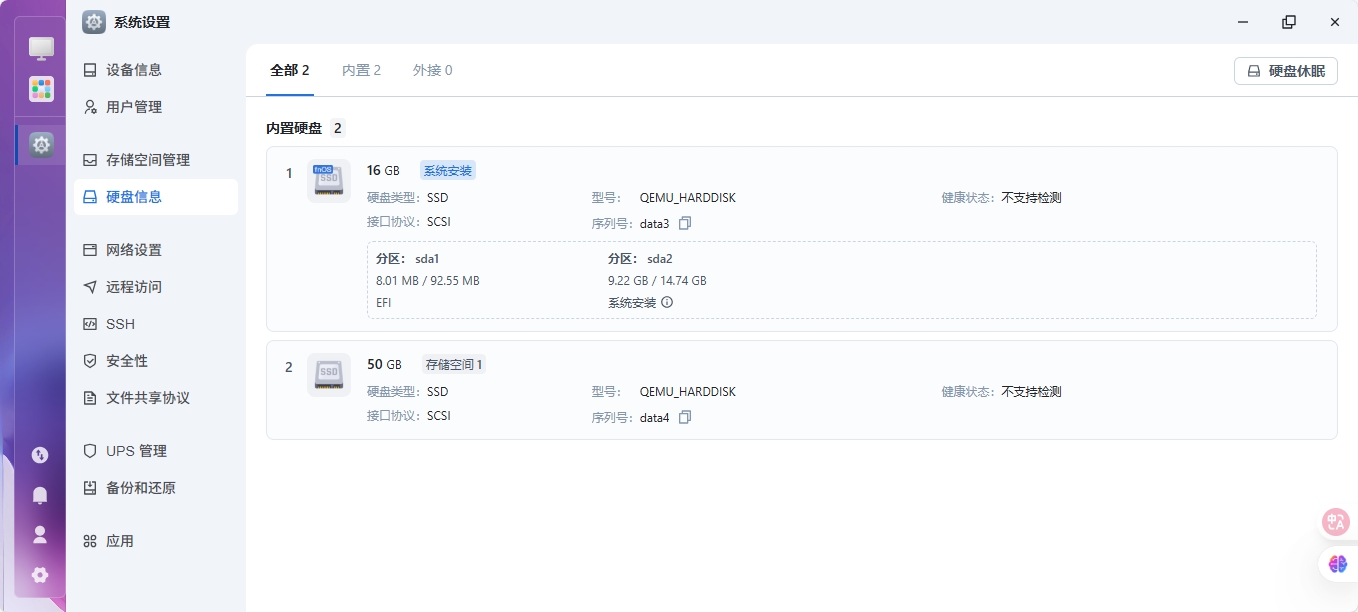 系统设置
设备信息
用户管理
存储空间管理
硬盘信息
网络设置
远程访问
SSH
安全性
文件共享协议
UPS 管理
备份和还原
应用
全部 2 内置 2 外接 0 硬盘休眠
内置硬盘 2
1 fnOS SSD 16 GB 系统安装
硬盘类型: SSD 型号: QEMU_HARDDISK 健康状态: 不支持检测
接口协议: SCSI 序列号: data3
分区: sda1 分区: sda2
8.01 MB / 92.55 MB 9.22 GB / 14.74 GB
EFI 系统安装
2 SSD 50 GB 存储空间 1
硬盘类型: SSD 型号: QEMU_HARDDISK 健康状态: 不支持检测
接口协议: SCSI 序列号: data4
中 A